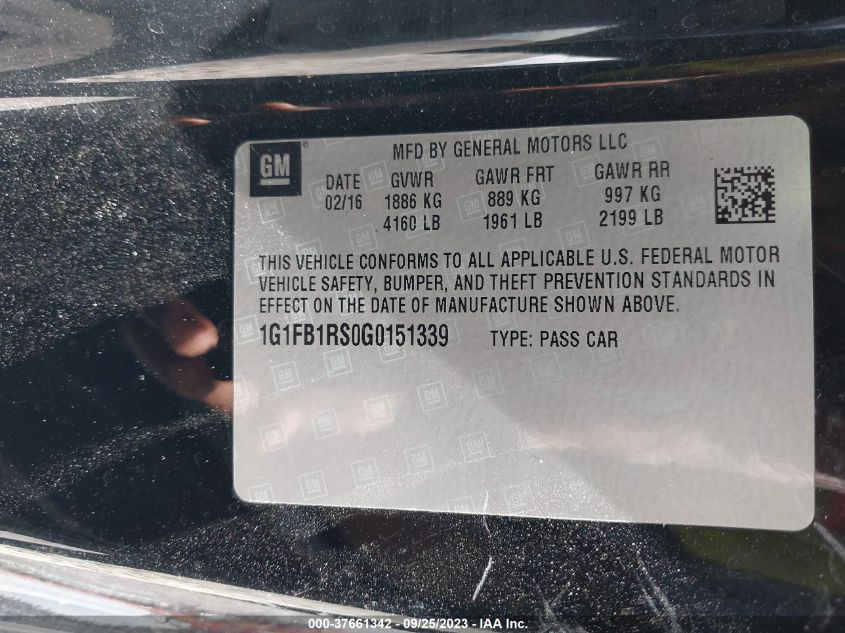 GM
MFD BY GENERAL MOTORS LLC
DATE GVWR GAWR FRT GAWR RR
02/16 1886 KG 889 KG 997 KG
4160 LB 1961 LB 2199 LB
THIS VEHICLE CONFORMS TO ALL APPLICABLE U.S. FEDERAL MOTOR
VEHICLE SAFETY, BUMPER, AND THEFT PREVENTION STANDARDS IN
EFFECT ON THE DATE OF MANUFACTURE SHOWN ABOVE.
1G1FB1RS0G0151339 TYPE: PASS CAR
000-37661342 - 09/25/2023 - IAA Inc.